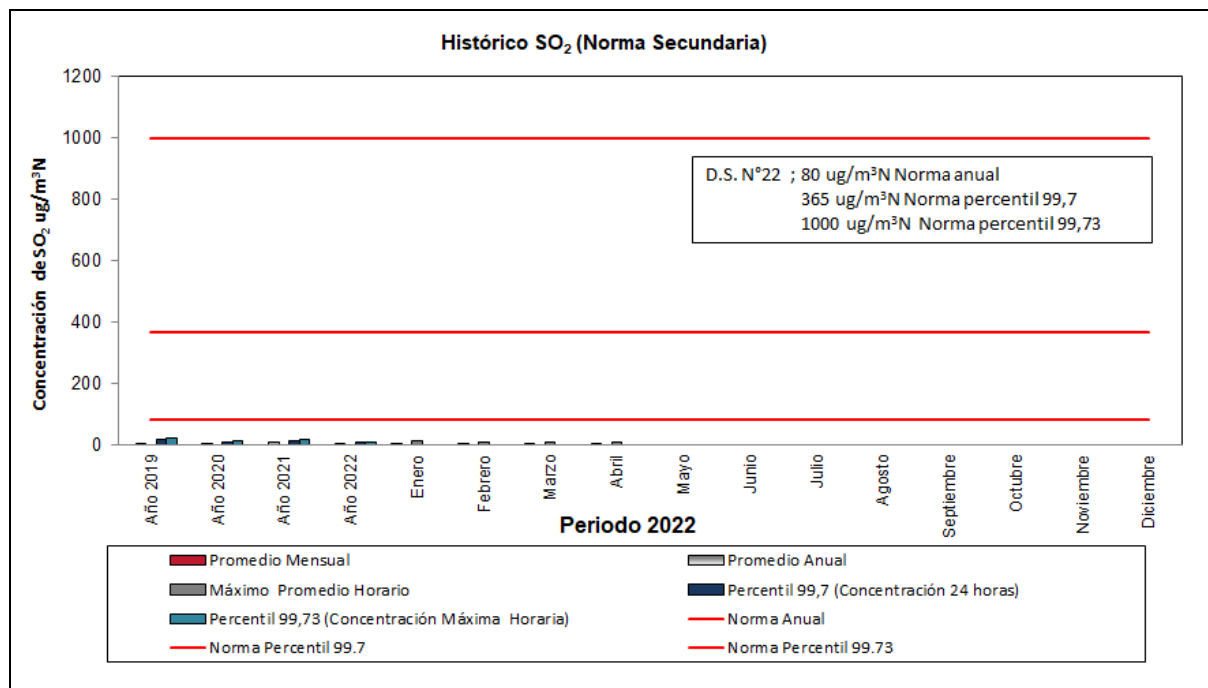 Histórico SO₂ (Norma Secundaria)
Concentración de SO₂ ug/m³N
1200
1000
800
600
400
200
0
D.S. N°22 ; 80 ug/m³N Norma anual
365 ug/m³N Norma percentil 99,7
1000 ug/m³N Norma percentil 99,73
Año 2019
Año 2020
Año 2021
Año 2022
Enero
Febrero
Marzo
Abril
Mayo
Junio
Julio
Agosto
Septiembre
Octubre
Noviembre
Diciembre
Periodo 2022
Promedio Mensual
Promedio Anual
Máximo Promedio Horario
Percentil 99,7 (Concentración 24 horas)
Percentil 99,73 (Concentración Máxima Horaria)
Norma Anual
Norma Percentil 99.7
Norma Percentil 99.73